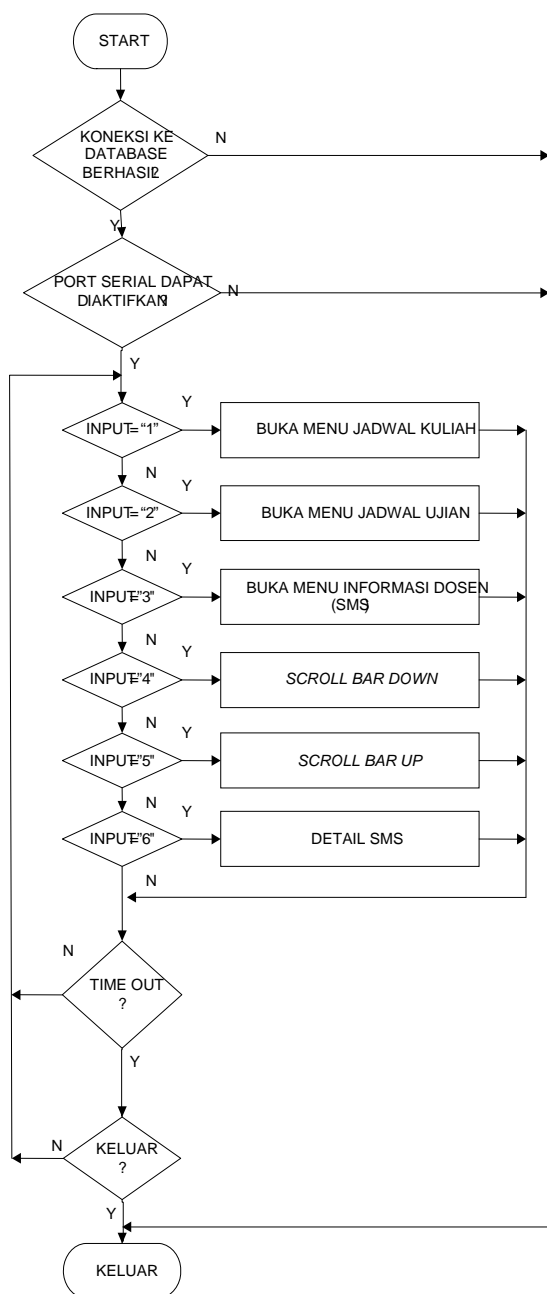 START
KONEKSI KE
DATABASE
BERHASIL?
N
Y
PORT SERIAL DAPAT
DIAKTIFKAN?
N
Y
INPUT= “1”
Y
BUKA MENU JADWAL KULIAH
N
INPUT= “2”
Y
BUKA MENU JADWAL UJIAN
N
INPUT=”3"
Y
BUKA MENU INFORMASI DOSEN
(SMS)
N
INPUT=”4"
Y
SCROLL BAR DOWN
N
INPUT=”5"
Y
SCROLL BAR UP
N
INPUT=”6"
Y
DETAIL SMS
N
TIME OUT
?
N
Y
KELUAR
?
N
Y
KELUAR